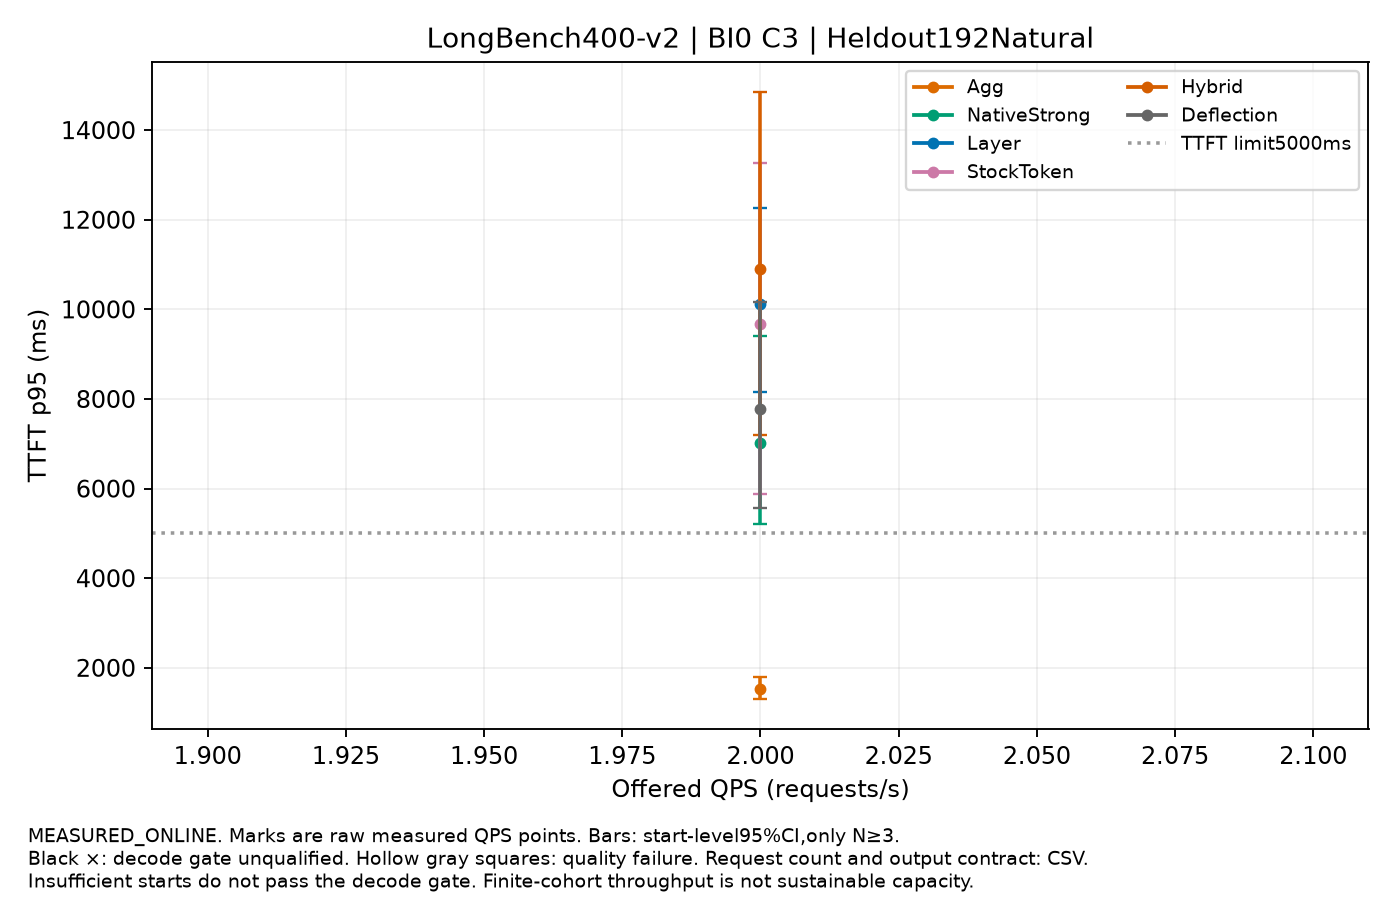 LongBench400-v2 | BI0 C3 | Heldout192Natural
Agg
NativeStrong
Layer
StockToken
Hybrid
Deflection
TTFT limit5000ms
TTFT p95 (ms)
14000
12000
10000
8000
6000
4000
2000
1.900 1.925 1.950 1.975 2.000 2.025 2.050 2.075 2.100
Offered QPS (requests/s)
MEASURED_ONLINE. Marks are raw measured QPS points. Bars: start-level95%CI,only N≥3.
Black ×: decode gate unqualified. Hollow gray squares: quality failure. Request count and output contract: CSV.
Insufficient starts do not pass the decode gate. Finite-cohort throughput is not sustainable capacity.